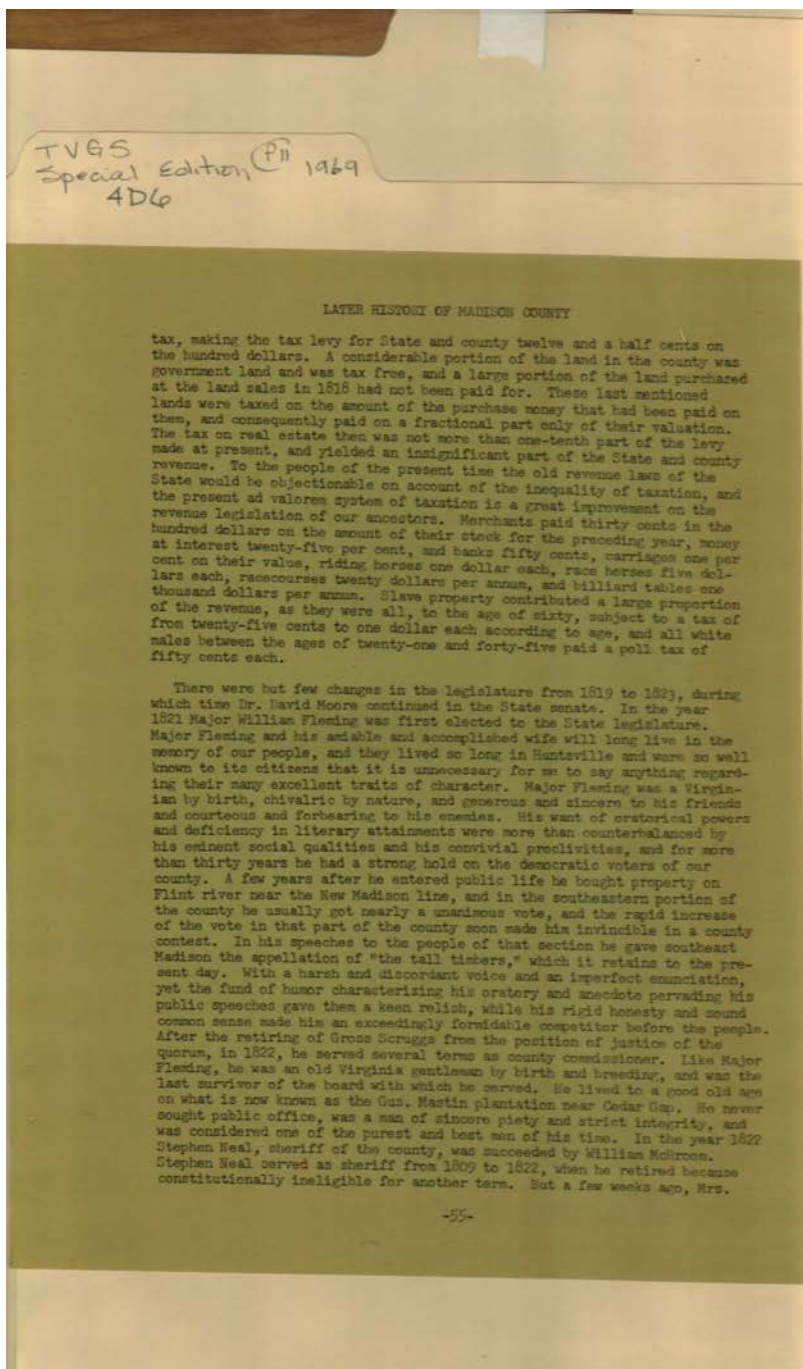 TVGS
Special Edition P11 1969
4D6
LATER HISTORY OF MADISON COUNTY
tax, making the tax levy for State and county twelve and a half cents on
the hundred dollars. A considerable portion of the land in the county was
government land and was tax free, and a large portion of the land purchased
at the land sales in 1818 had not been paid for. These last mentioned
lands were taxed on the amount of the purchase money that had been paid on
them, and consequently paid on a fractional part only of their valuation.
The tax on real estate then was not more than one-tenth part of the levy
made at present, and yielded an insignificant part of the State and county
revenue. To the people of the present time the old revenue laws of the
State would be objectionable on account of the inequality of taxation, and
the present ad valorem system of taxation is a great improvement on the
revenue legislation of our ancestors. Merchants paid thirty cents in the
hundred dollars on the amount of their stock for the preceding year, money
at interest twenty-five per cent, and banks fifty cents, carriages one per
cent on their value, riding horses one dollar each, race horses five dol-
lars each, racecourses twenty dollars per annum, and billiard tables one
thousand dollars per annum. Slave property contributed a large proportion
of the revenue, as they were all, to the age of sixty, subject to a tax of
from twenty-five cents to one dollar each according to age, and all white
males between the ages of twenty-one and forty-five paid a poll tax of
fifty cents each.
There were but few changes in the legislature from 1819 to 1823, during
which time Dr. David Moore continued in the State senate. In the year
1821 Major William Fleming was first elected to the State legislature.
Major Fleming and his amiable and accomplished wife will long live in the
memory of our people, and they lived so long in Huntsville and were so well
known to its citizens that it is unnecessary for me to say anything regard-
ing their many excellent traits of character. Major Fleming was a Virgin-
ian by birth, chivalric by nature, and generous and sincere to his friends
and courteous and forbearing to his enemies. His want of oratorical powers
and deficiency in literary attainments were more than counterbalanced by
his eminent social qualities and his convivial proclivities, and for more
than thirty years he had a strong hold on the democratic voters of our
county. A few years after he entered public life he bought property on
Flint river near the New Madison line, and in the southeastern portion of
the county he usually got nearly a unanimous vote, and the rapid increase
of the vote in that part of the county soon made him invincible in a county
contest. In his speeches to the people of that section he gave southeast
Madison the appellation of "the tall timbers," which it retains to the pre-
sent day. With a harsh and discordant voice and an imperfect enunciation,
yet the fund of humor characterizing his oratory and anecdote pervading his
public speeches gave them a keen relish, while his rigid honesty and sound
common sense made him an exceedingly formidable competitor before the people.
After the retiring of Gross Scruggs from the position of justice of the
quorum, in 1822, he served several terms as county commissioner. Like Major
Fleming, he was an old Virginia gentleman by birth and breeding, and was the
last survivor of the board with which he served. He lived to a good old age
on what is now known as the Gus. Mastin plantation near Cedar Gap. He never
sought public office, was a man of sincere piety and strict integrity, and
was considered one of the purest and best men of his time. In the year 1822
Stephen Neal, sheriff of the county, was succeeded by William McBroom.
Stephen Neal served as sheriff from 1809 to 1822, when he retired because
constitutionally ineligible for another term. But a few weeks ago, Mrs.
-55-